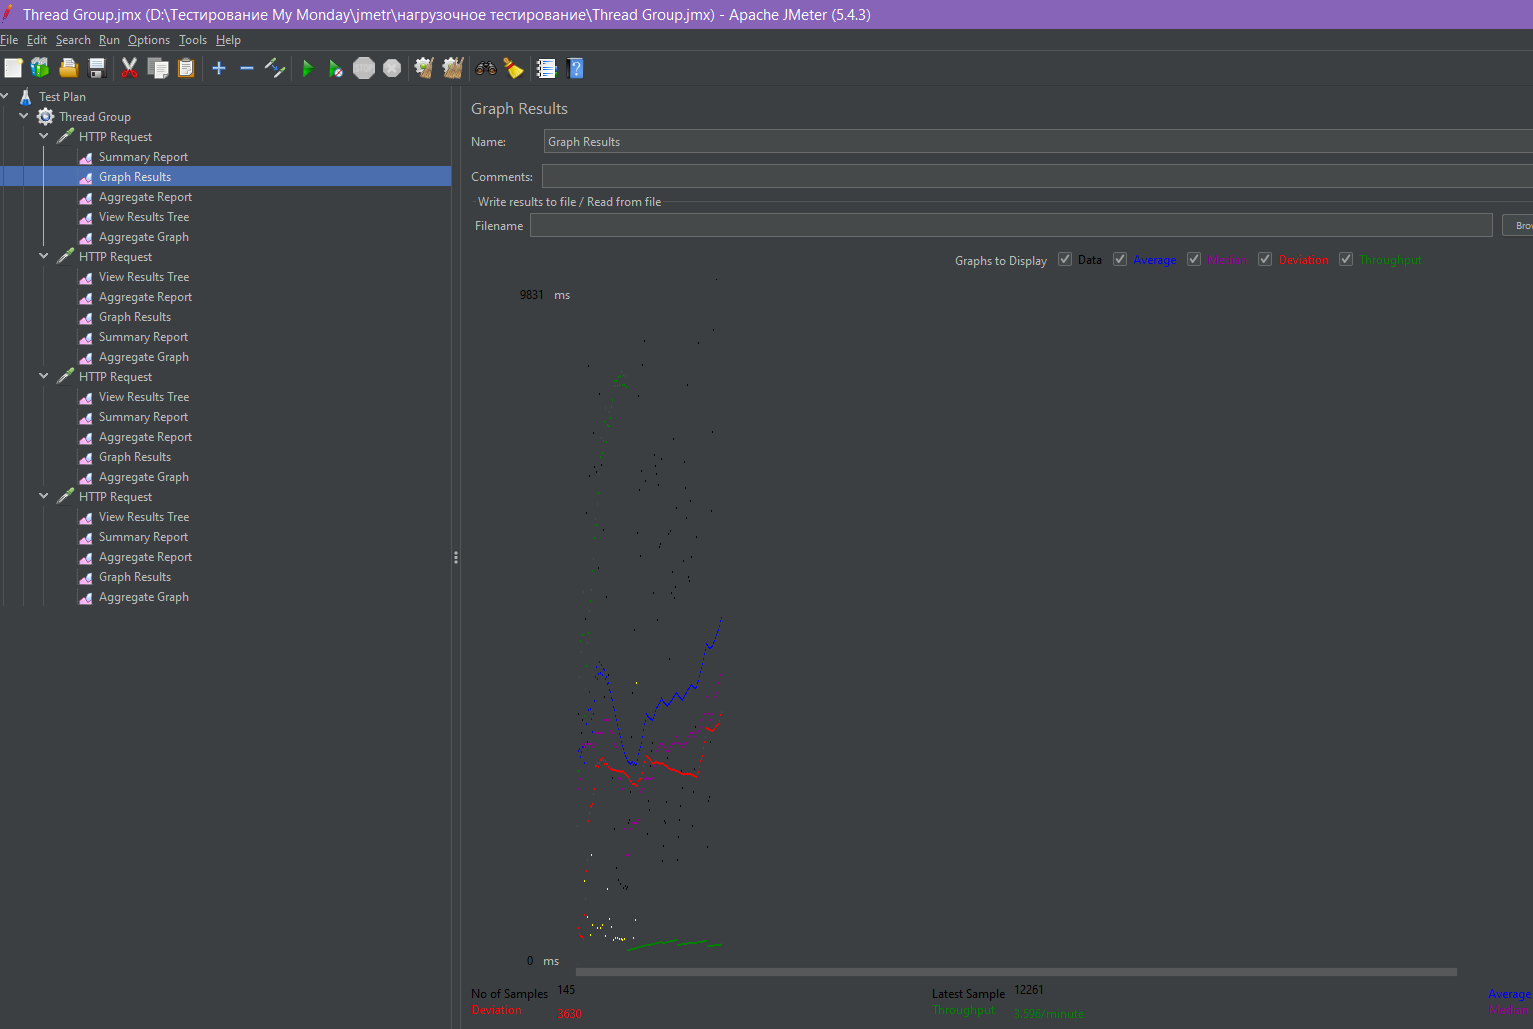 Thread Group.jmx (D:\Тестирование My Monday\jmetr\нагрузочное тестирование\Thread Group.jmx) - Apache JMeter (5.4.3)
File Edit Search Run Options Tools Help
Test Plan
Thread Group
HTTP Request
Summary Report
Graph Results
Aggregate Report
View Results Tree
Aggregate Graph
HTTP Request
View Results Tree
Aggregate Report
Graph Results
Summary Report
Aggregate Graph
HTTP Request
View Results Tree
Summary Report
Aggregate Report
Graph Results
Aggregate Graph
HTTP Request
View Results Tree
Summary Report
Aggregate Report
Graph Results
Aggregate Graph
Graph Results
Name: Graph Results
Comments:
Write results to file / Read from file
Filename Brow
Graphs to Display Data Average Median Deviation Throughput
9831 ms
0 ms
No of Samples 145 Latest Sample 12261 Average
Deviation 3630 Throughput 3.596/minute Median